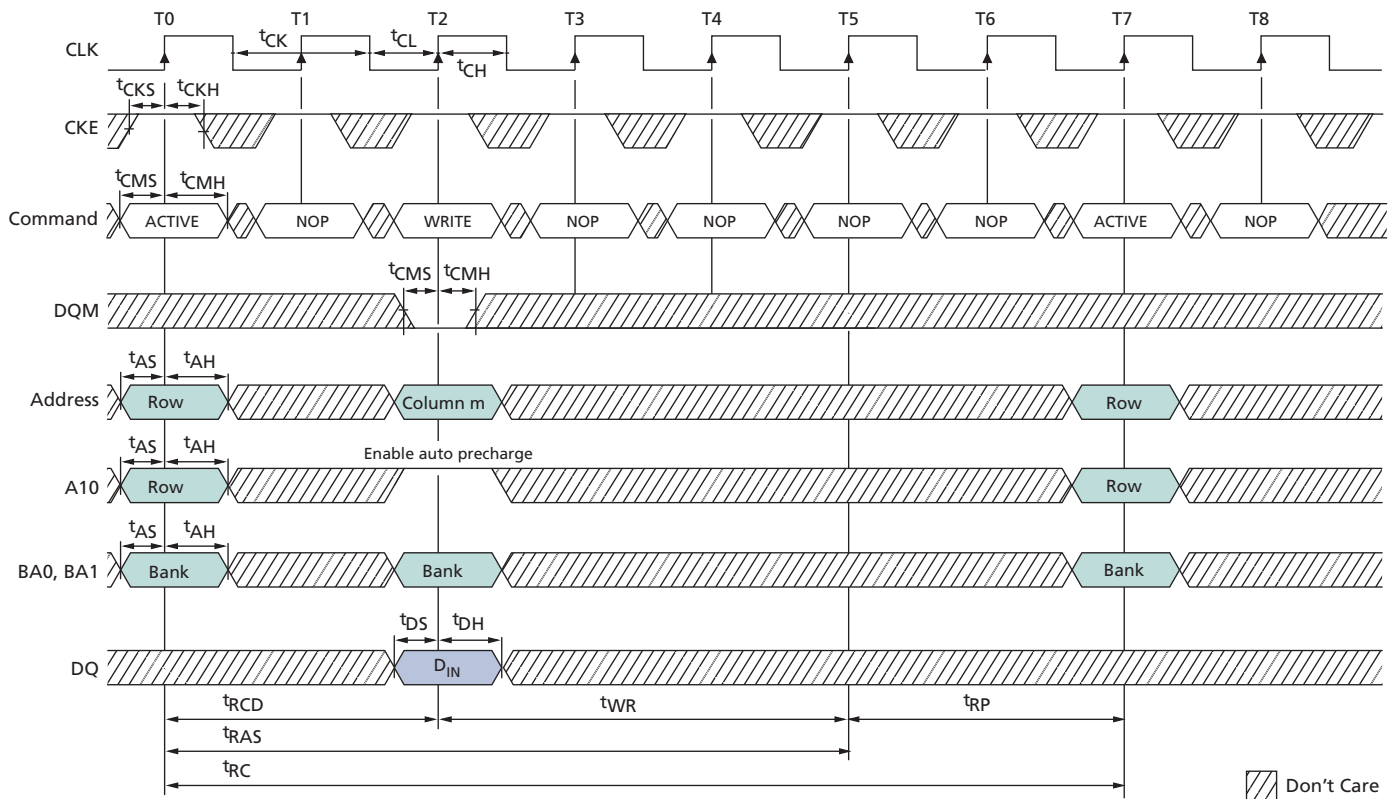 T0 T1 T2 T3 T4 T5 T6 T7 T8
CLK
tCK tCL tCH
tCKS tCKH
CKE
tCMS tCMH
Command ACTIVE NOP WRITE NOP NOP NOP NOP ACTIVE NOP
tCMS tCMH
DQM
tAS tAH
Address Row Column m Row
tAS tAH Enable auto precharge
A10 Row Row
tAS tAH
BA0, BA1 Bank Bank Bank
tDS tDH
DQ DIN
tRCD tWR tRP
tRAS
tRC
Don't Care